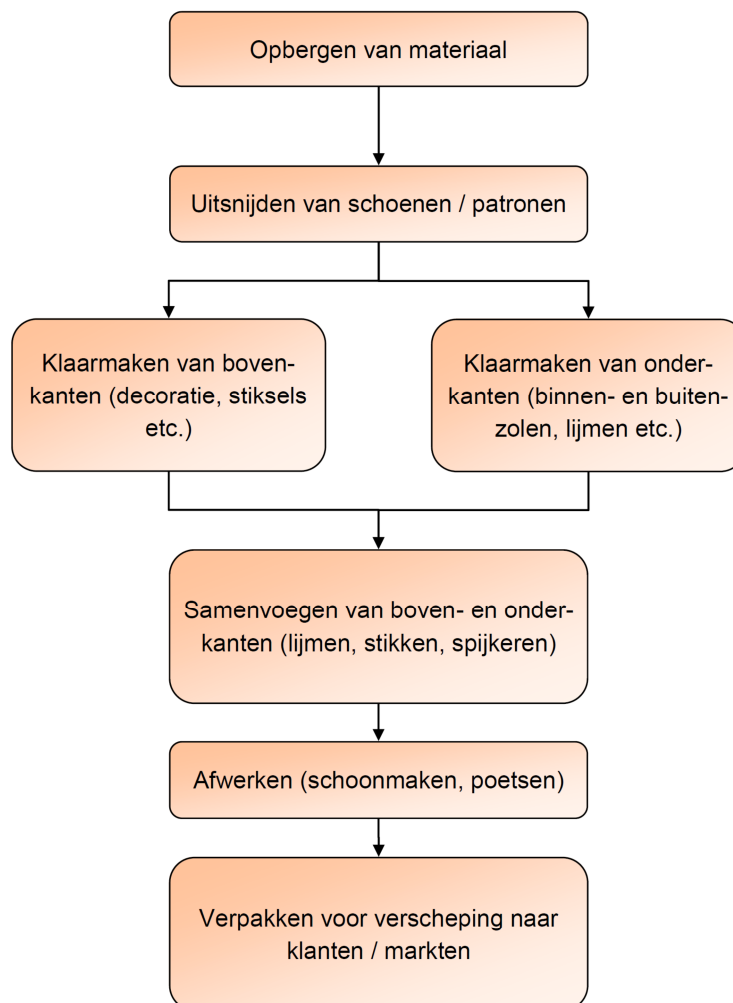 Opbergen van materiaal
Uitsnijden van schoenen / patronen
Klaarmaken van boven-
kanten (decoratie, stiksels
etc.)
Klaarmaken van onder-
kanten (binnen- en buiten-
zolen, lijmen etc.)
Samenvoegen van boven- en onder-
kanten (lijmen, stikken, spijkeren)
Afwerken (schoonmaken, poetsen)
Verpakken voor verscheping naar
klanten / markten